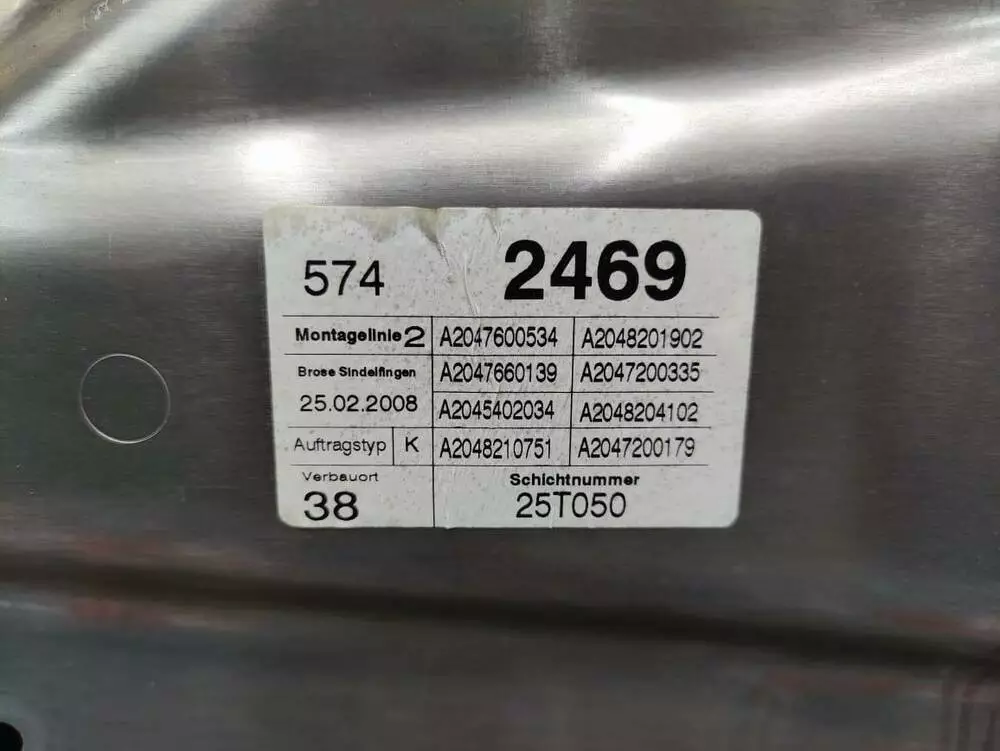 574 2469
Montagelinie 2 A2047600534 A2048201902
Brose Sindelfingen A2047660139 A2047200335
25.02.2008 A2045402034 A2048204102
Auftragstyp K A2048210751 A2047200179
Verbauort Schichtnummer
38 25T050